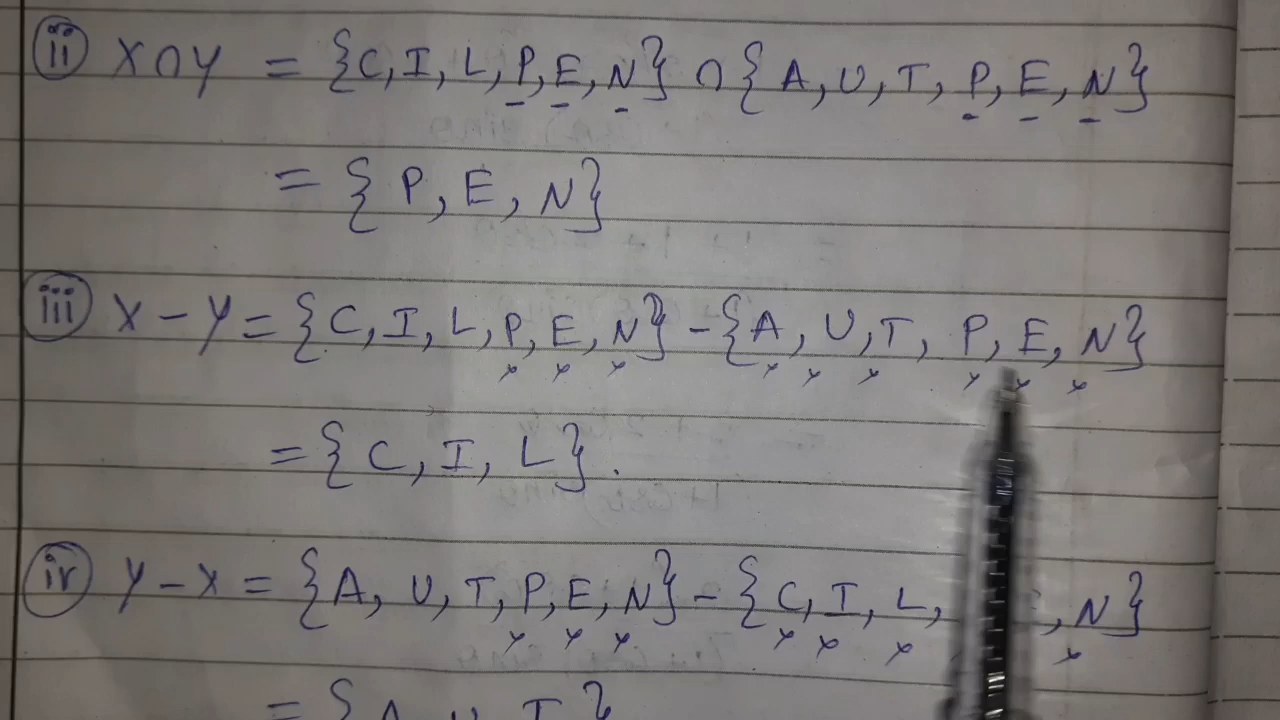 ii X∩Y = {C, I, L, P, E, N} ∩ {A, U, T, P, E, N}
= {P, E, N}
iii X - Y = {C, I, L, P, E, N} - {A, U, T, P, E, N}
= {C, I, L}.
iv Y - X = {A, U, T, P, E, N} - {C, I, L, , N}
= {A, U, T}